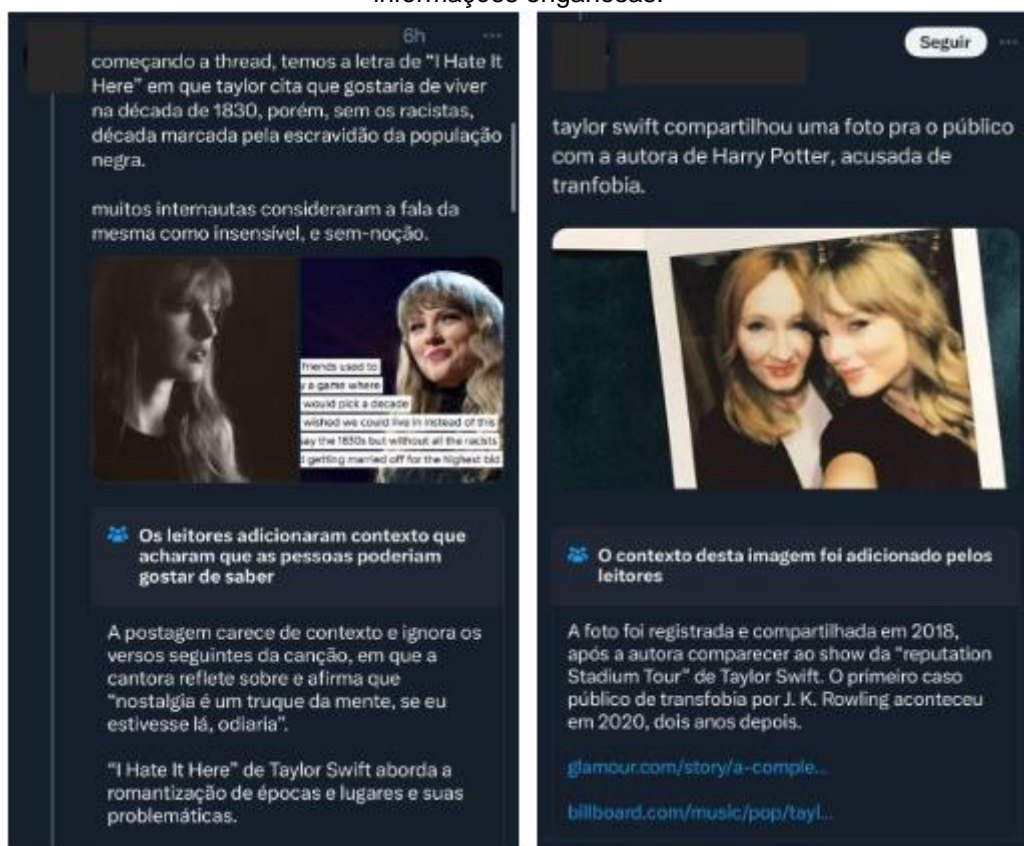 informações enganosas.
6h
começando a thread, temos a letra de "I Hate It
Here" em que taylor cita que gostaria de viver
na década de 1830, porém, sem os racistas,
década marcada pela escravidão da população
negra.
muitos internautas consideraram a fala da
mesma como insensível, e sem-noção.
friends used to
y a game where
would pick a decade
wished we could live in instead of this
say the 1830s but without all the racists
d getting married off for the highest bid
Os leitores adicionaram contexto que
acharam que as pessoas poderiam
gostar de saber
A postagem carece de contexto e ignora os
versos seguintes da canção, em que a
cantora reflete sobre e afirma que
"nostalgia é um truque da mente, se eu
estivesse lá, odiaria".
"I Hate It Here" de Taylor Swift aborda a
romantização de épocas e lugares e suas
problemáticas.
Seguir
taylor swift compartilhou uma foto pra o público
com a autora de Harry Potter, acusada de
tranfobia.
O contexto desta imagem foi adicionado pelos
leitores
A foto foi registrada e compartilhada em 2018,
após a autora comparecer ao show da "reputation
Stadium Tour" de Taylor Swift. O primeiro caso
público de transfobia por J. K. Rowling aconteceu
em 2020, dois anos depois.
glamour.com/story/a-comple...
billboard.com/music/pop/tayl...